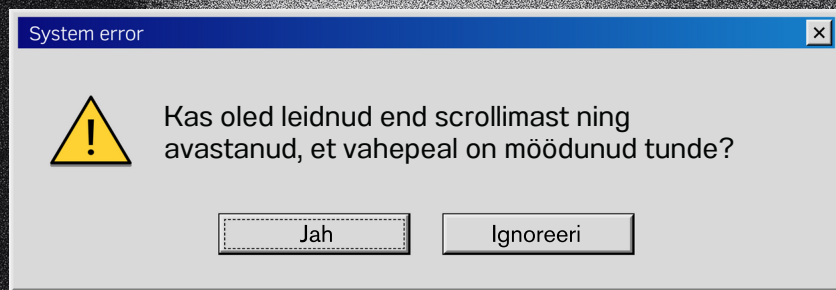 System error
Kas oled leidnud end scrollimast ning
avastanud, et vahepeal on möödunud tunde?
Jah
Ignoreeri